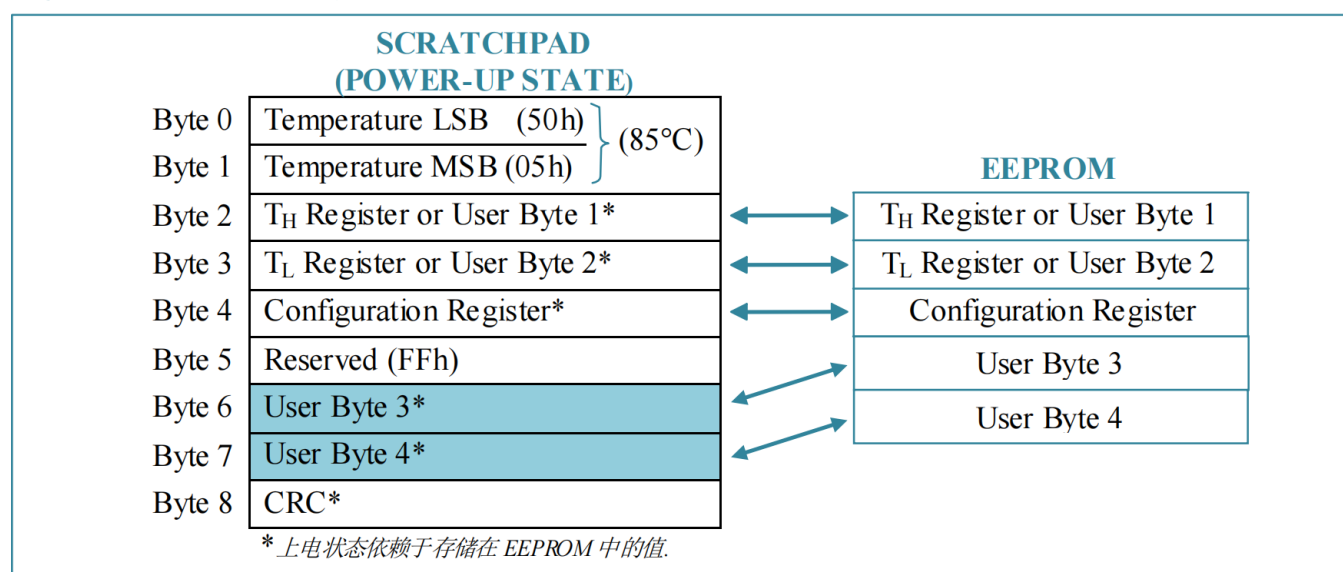 SCRATCHPAD
(POWER-UP STATE)
Byte 0 Temperature LSB (50h)
(85°C)
Byte 1 Temperature MSB (05h)
Byte 2 TH Register or User Byte 1*
Byte 3 TL Register or User Byte 2*
Byte 4 Configuration Register*
Byte 5 Reserved (FFh)
Byte 6 User Byte 3*
Byte 7 User Byte 4*
Byte 8 CRC*
*上电状态依赖于存储在 EEPROM 中的值.
EEPROM
TH Register or User Byte 1
TL Register or User Byte 2
Configuration Register
User Byte 3
User Byte 4